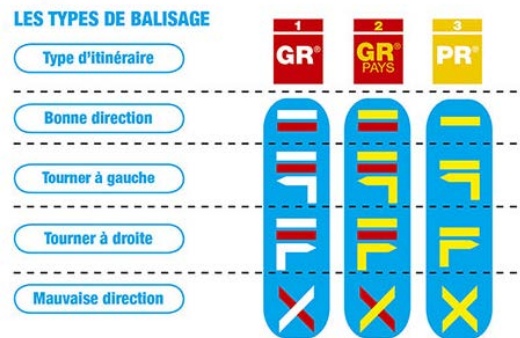 LES TYPES DE BALISAGE
1 2 3
Type d'itinéraire
GR® GR® PAYS PR®
Bonne direction
Tourner à gauche
Tourner à droite
Mauvaise direction